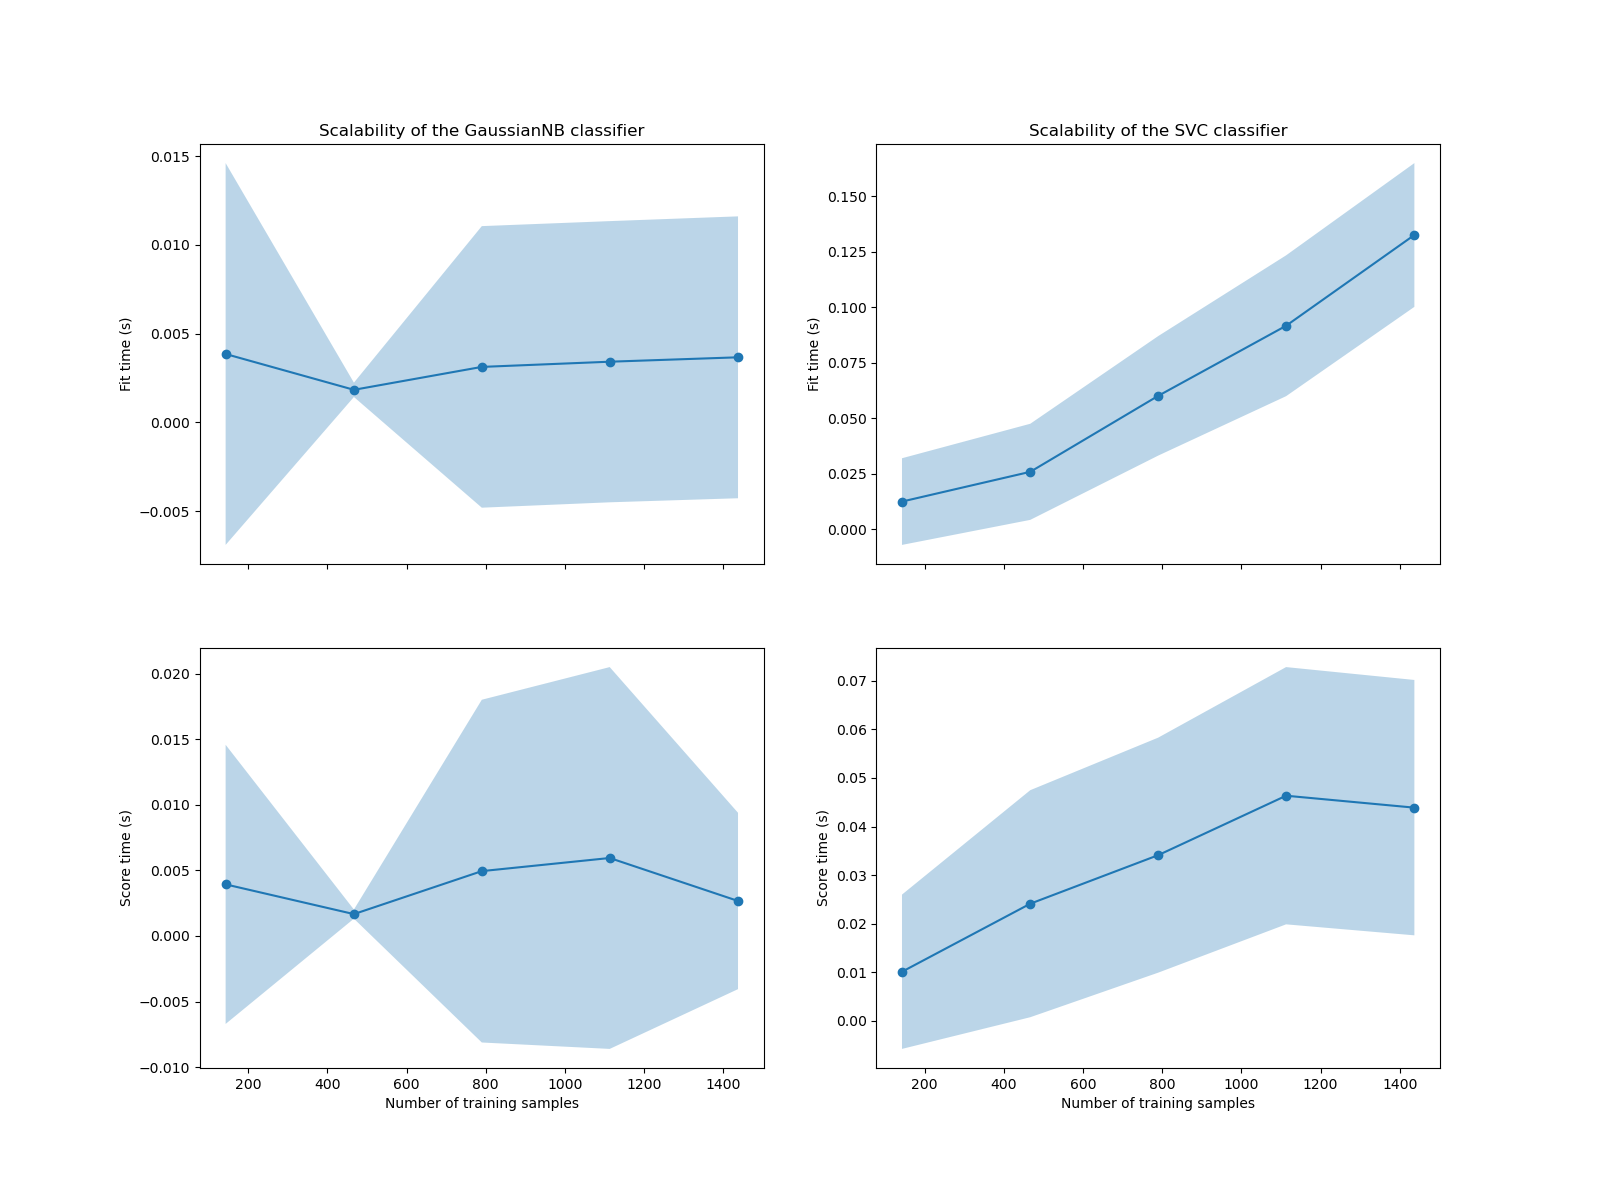 Scalability of the GaussianNB classifier
0.015
0.010
0.005
0.000
−0.005
Fit time (s)
Scalability of the SVC classifier
0.150
0.125
0.100
0.075
0.050
0.025
0.000
Fit time (s)
0.020
0.015
0.010
0.005
0.000
−0.005
−0.010
Score time (s)
200 400 600 800 1000 1200 1400
Number of training samples
0.07
0.06
0.05
0.04
0.03
0.02
0.01
0.00
Score time (s)
200 400 600 800 1000 1200 1400
Number of training samples